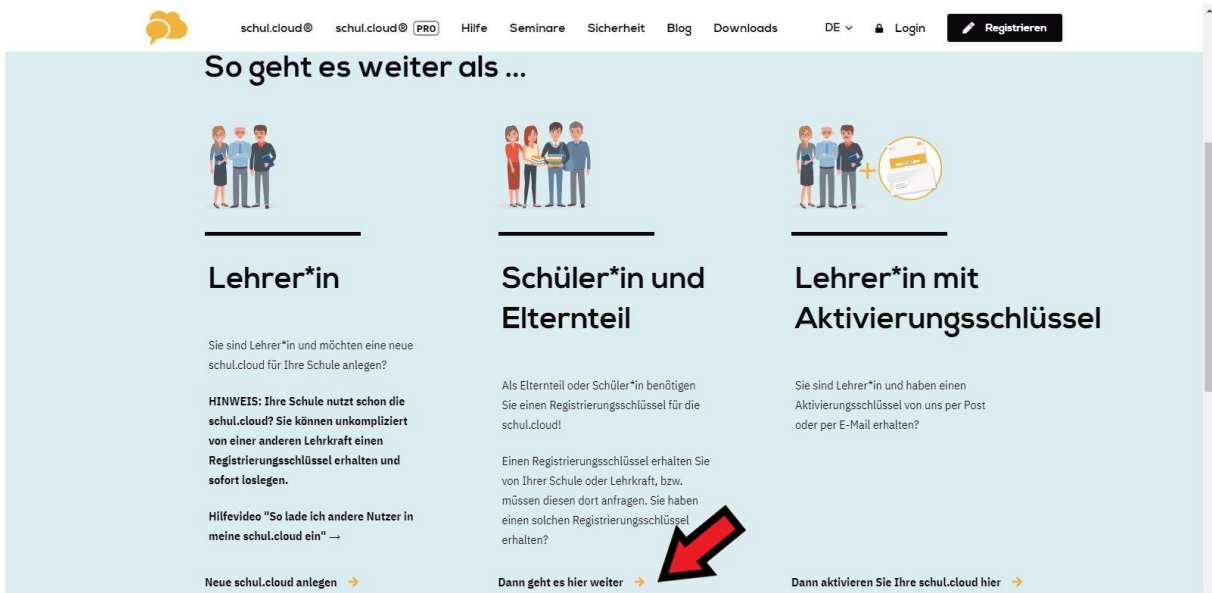 schul.cloud® schul.cloud® PRO Hilfe Seminare Sicherheit Blog Downloads DE Login Registrieren
So geht es weiter als ...
Lehrer*in
Sie sind Lehrer*in und möchten eine neue
schul.cloud für Ihre Schule anlegen?
HINWEIS: Ihre Schule nutzt schon die
schul.cloud? Sie können unkompliziert
von einer anderen Lehrkraft einen
Registrierungsschlüssel erhalten und
sofort loslegen.
Hilfevideo "So lade ich andere Nutzer in
meine schul.cloud ein" →
Neue schul.cloud anlegen →
Schüler*in und
Elternteil
Als Elternteil oder Schüler*in benötigen
Sie einen Registrierungsschlüssel für die
schul.cloud!
Einen Registrierungsschlüssel erhalten Sie
von Ihrer Schule oder Lehrkraft, bzw.
müssen diesen dort anfragen. Sie haben
einen solchen Registrierungsschlüssel
erhalten?
Dann geht es hier weiter →
Lehrer*in mit
Aktivierungsschlüssel
Sie sind Lehrer*in und haben einen
Aktivierungsschlüssel von uns per Post
oder per E-Mail erhalten?
Dann aktivieren Sie Ihre schul.cloud hier →